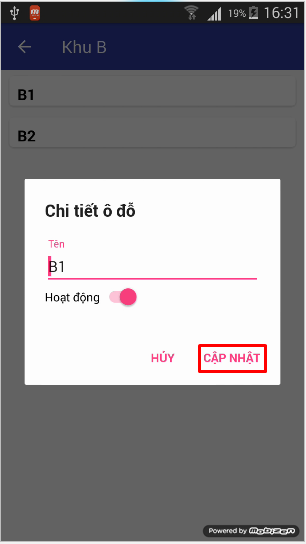 19% 16:31
Khu B
B1
B2
Chi tiết ô đỗ
Tên
B1
Hoạt động
HỦY
CẬP NHẬT
Powered by Mobizen